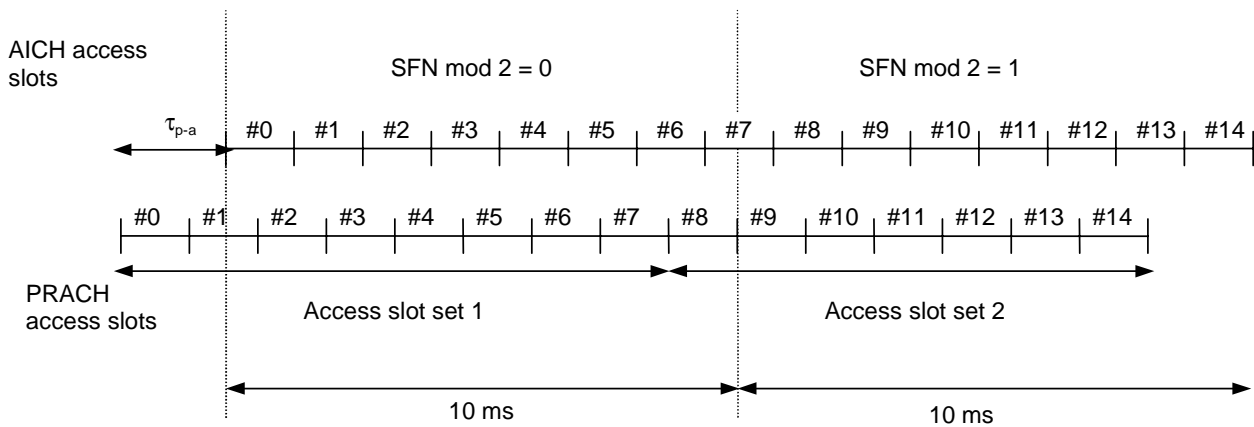 AICH access
slots
SFN mod 2 = 0
SFN mod 2 = 1
τp-a
#0 #1 #2 #3 #4 #5 #6 #7 #8 #9 #10 #11 #12 #13 #14
#0 #1 #2 #3 #4 #5 #6 #7 #8 #9 #10 #11 #12 #13 #14
PRACH
access slots
Access slot set 1
Access slot set 2
10 ms
10 ms